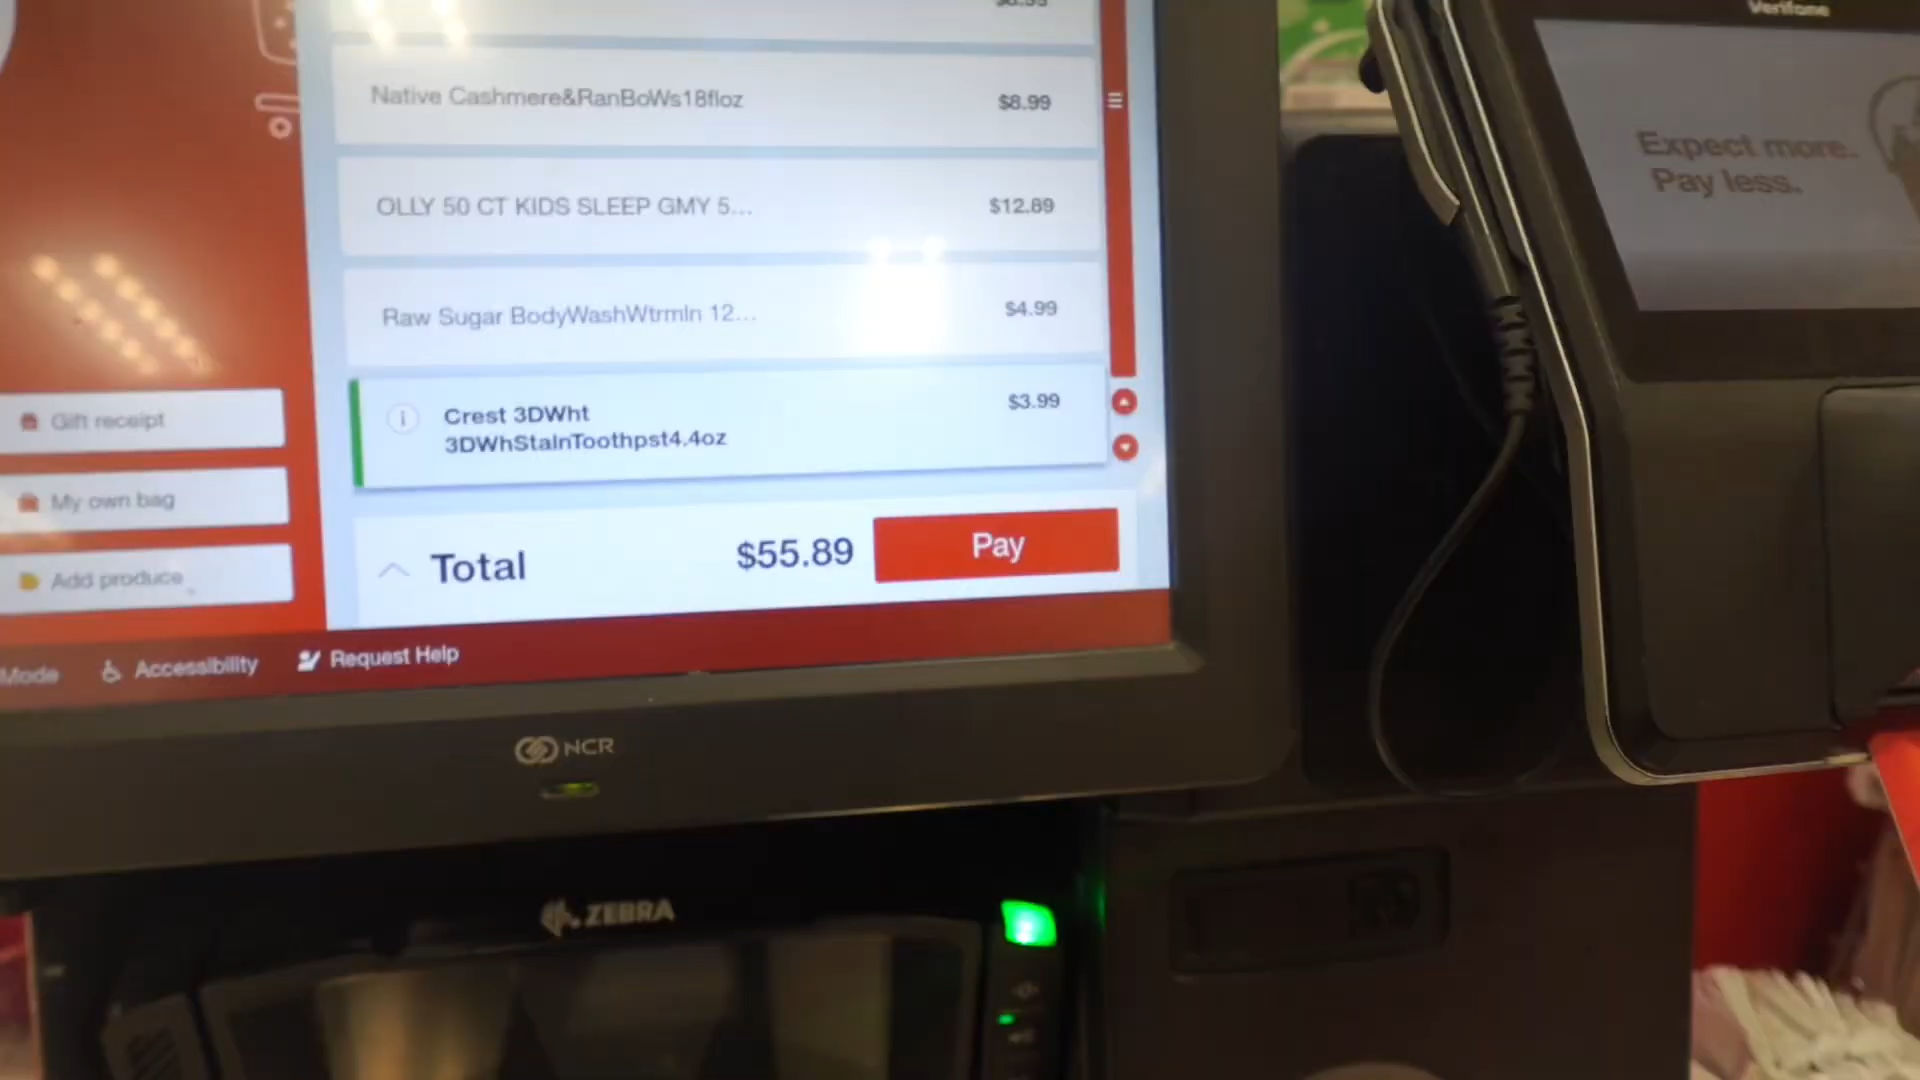 Verifone
Native Cashmere&RanBoWs18floz $8.99
OLLY 50 CT KIDS SLEEP GMY 5... $12.89
Raw Sugar BodyWashWtrmln 12... $4.99
Crest 3DWht $3.99
3DWhStaInToothpst4.4oz
Total $55.89 Pay
Gift receipt
My own bag
Add produce
Mode Accessibility Request Help
NCR
ZEBRA
Expect more.
Pay less.